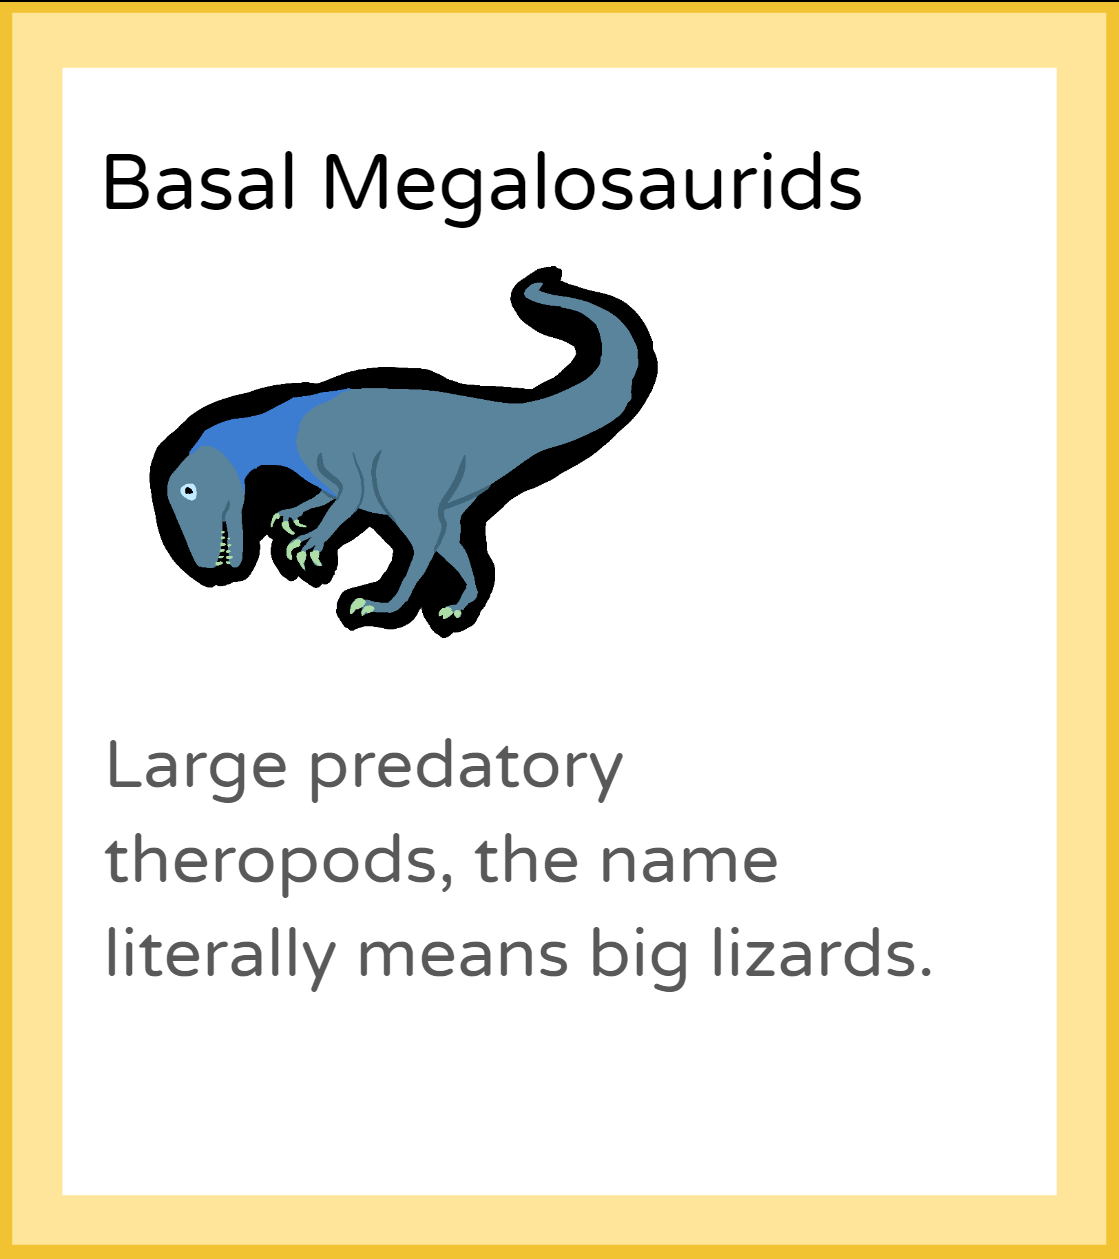 Basal Megalosaurids
Large predatory
theropods, the name
literally means big lizards.